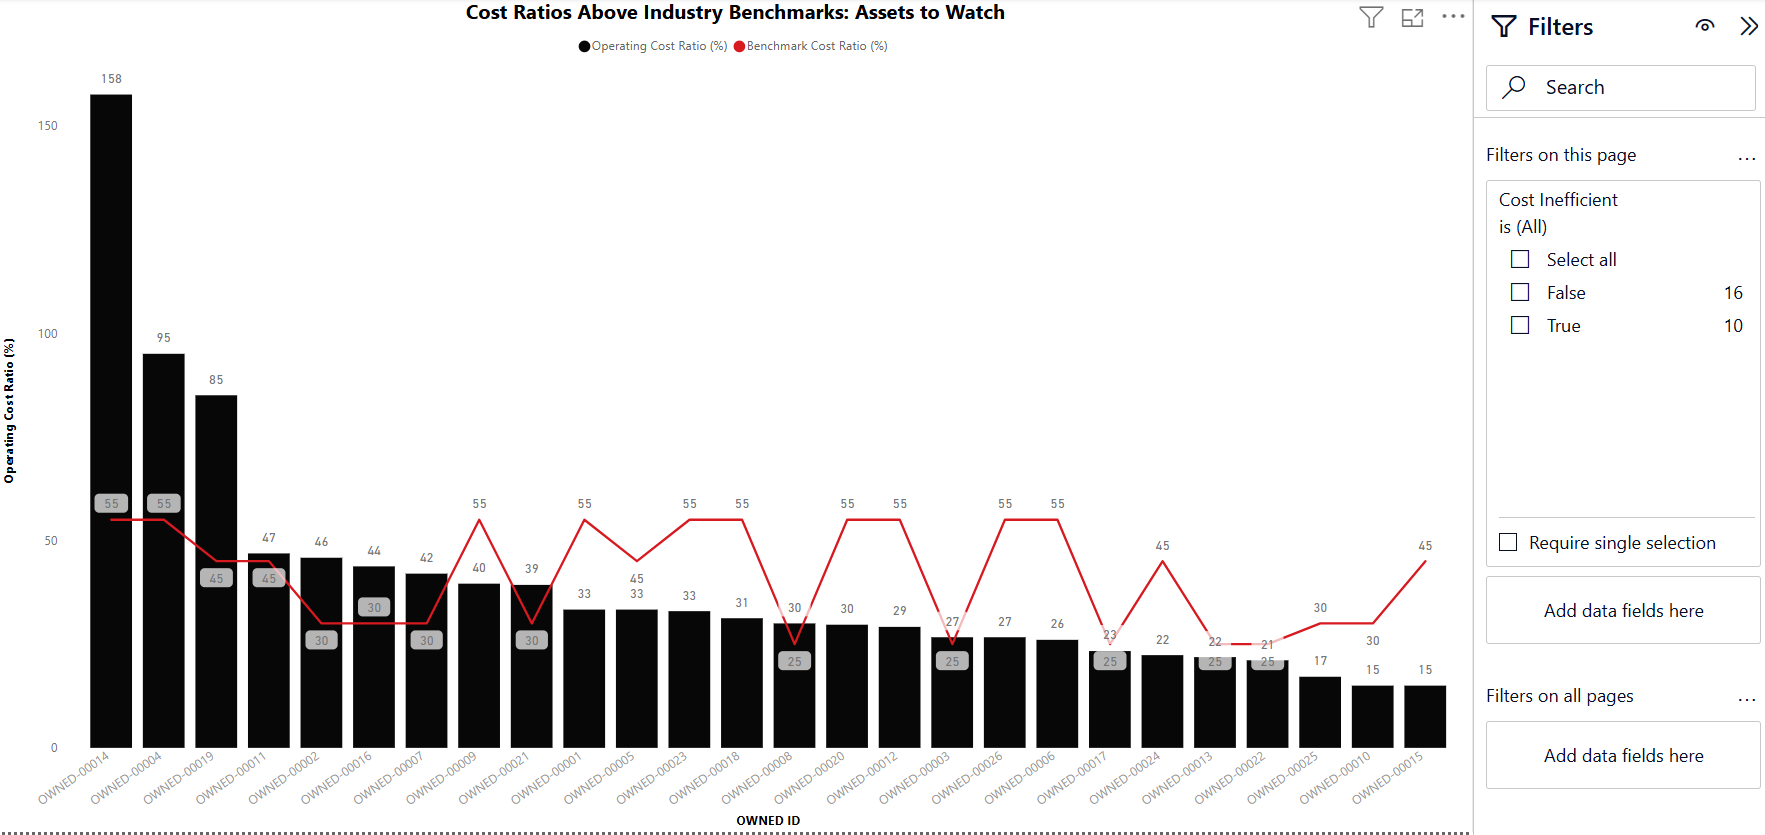 Cost Ratios Above Industry Benchmarks: Assets to Watch
Operating Cost Ratio (%) Benchmark Cost Ratio (%)
Operating Cost Ratio (%)
150
100
50
0
158
95
85
47
46
44
42
40
39
33
33
33
31
30
30
29
27
27
26
23
22
22
21
17
15
15
55
55
45
45
30
30
30
55
30
55
45
55
55
25
55
55
25
55
55
25
45
25
25
30
30
45
OWNED-00014
OWNED-00004
OWNED-00019
OWNED-00011
OWNED-00002
OWNED-00016
OWNED-00007
OWNED-00009
OWNED-00021
OWNED-00001
OWNED-00005
OWNED-00023
OWNED-00018
OWNED-00008
OWNED-00020
OWNED-00012
OWNED-00003
OWNED-00026
OWNED-00006
OWNED-00017
OWNED-00024
OWNED-00013
OWNED-00022
OWNED-00025
OWNED-00010
OWNED-00015
OWNED ID
Filters
Search
Filters on this page ...
Cost Inefficient
is (All)
Select all
False 16
True 10
Require single selection
Add data fields here
Filters on all pages ...
Add data fields here